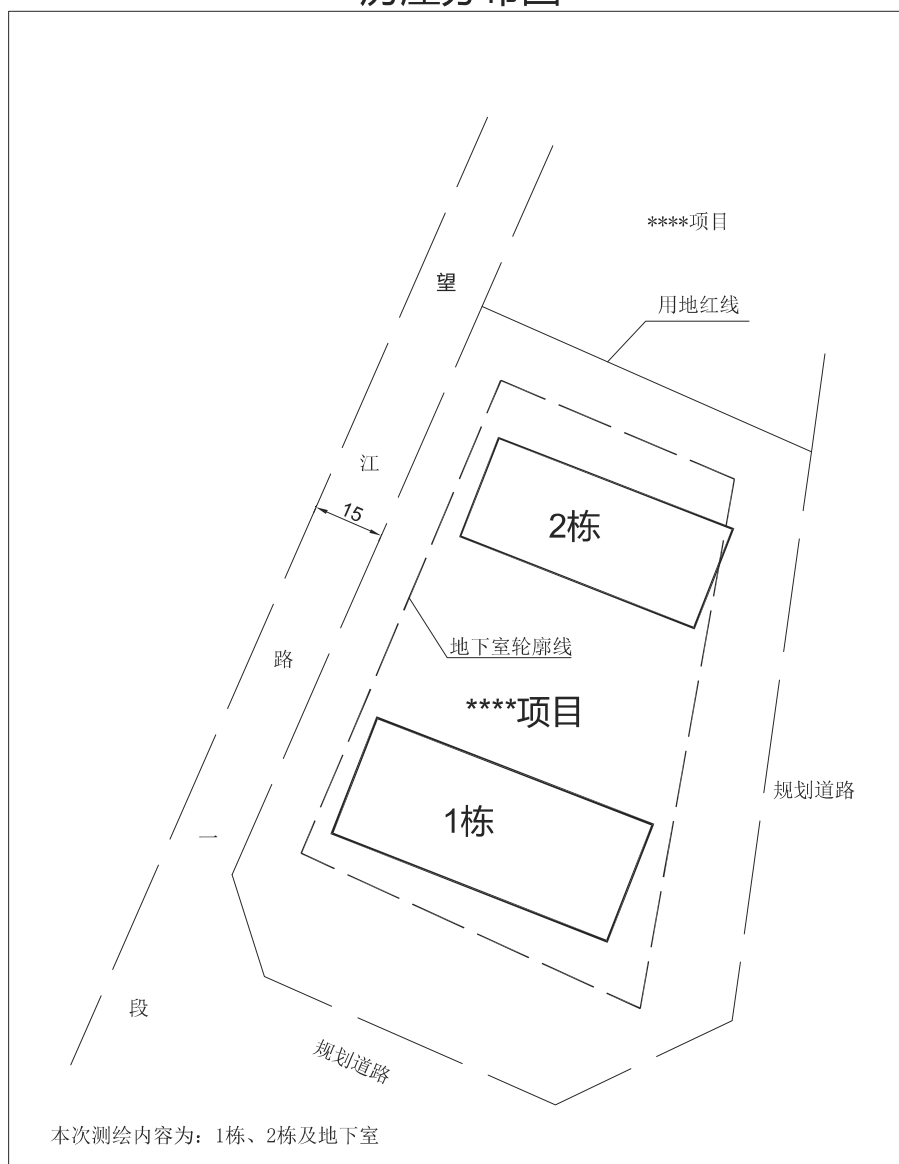 ****项目
望
用地红线
江
15
2栋
路
地下室轮廓线
****项目
规划道路
1栋
一
段
规划道路
本次测绘内容为：1栋、2栋及地下室